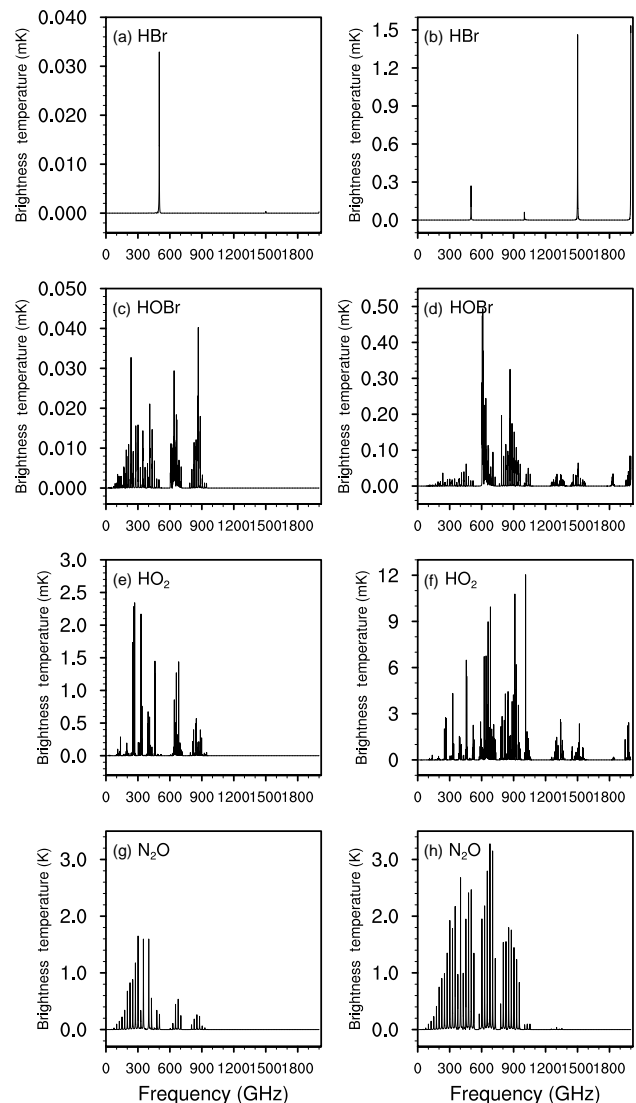 Brightness temperature (mK)
0.040
0.030
0.020
0.010
0.000
(a) HBr
300 600 900 12001500 1800
Brightness temperature (mK)
1.5
1.2
0.9
0.6
0.3
0.0
(b) HBr
300 600 900 12001500 1800
Brightness temperature (mK)
0.050
0.040
0.030
0.020
0.010
0.000
(c) HOBr
300 600 900 12001500 1800
Brightness temperature (mK)
0.50
0.40
0.30
0.20
0.10
0.00
(d) HOBr
300 600 900 12001500 1800
Brightness temperature (mK)
3.0
2.5
2.0
1.5
1.0
0.5
0.0
(e) HO₂
300 600 900 12001500 1800
Brightness temperature (mK)
12
9
6
3
0
(f) HO₂
300 600 900 12001500 1800
Brightness temperature (K)
3.0
2.0
1.0
0.0
(g) N₂O
300 600 900 12001500 1800
Frequency (GHz)
Brightness temperature (K)
3.0
2.0
1.0
0.0
(h) N₂O
300 600 900 12001500 1800
Frequency (GHz)